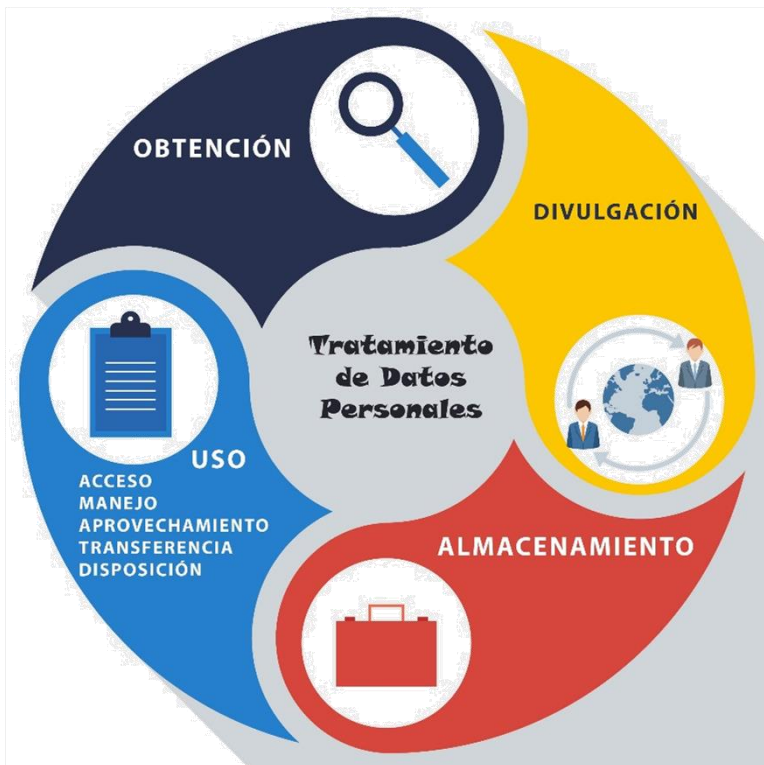 OBTENCIÓN
DIVULGACIÓN
Tratamiento
de Datos
Personales
USO
ACCESO
MANEJO
APROVECHAMIENTO
TRANSFERENCIA
DISPOSICIÓN
ALMACENAMIENTO